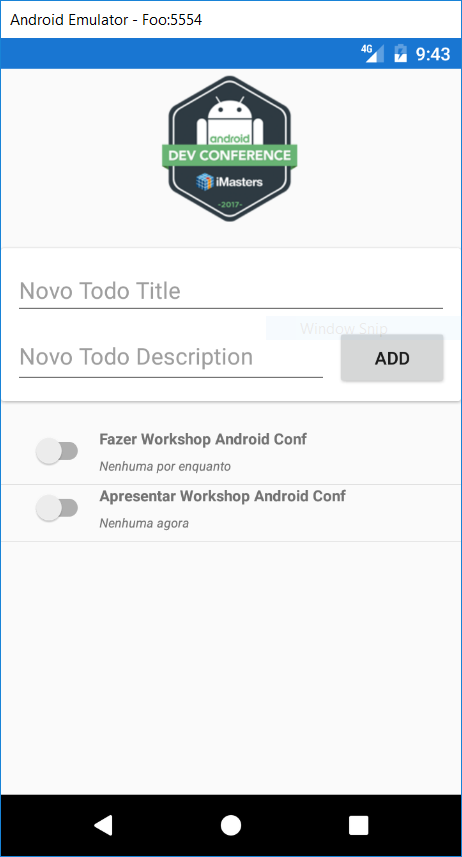 Android Emulator - Foo:5554
4G 9:43
android
DEV CONFERENCE
iMasters
-2017-
Novo Todo Title
Window Snip
Novo Todo Description
ADD
Fazer Workshop Android Conf
Nenhuma por enquanto
Apresentar Workshop Android Conf
Nenhuma agora